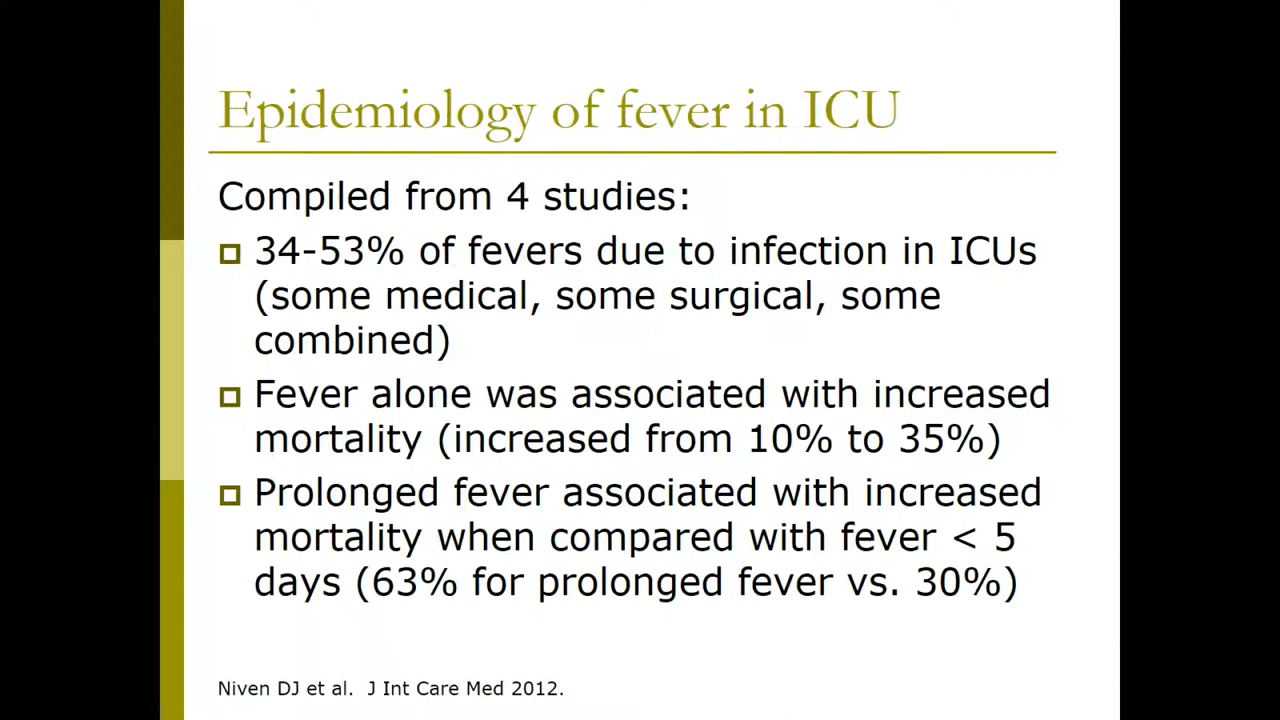 Epidemiology of fever in ICU
Compiled from 4 studies:
34-53% of fevers due to infection in ICUs
(some medical, some surgical, some
combined)
Fever alone was associated with increased
mortality (increased from 10% to 35%)
Prolonged fever associated with increased
mortality when compared with fever < 5
days (63% for prolonged fever vs. 30%)
Niven DJ et al. J Int Care Med 2012.